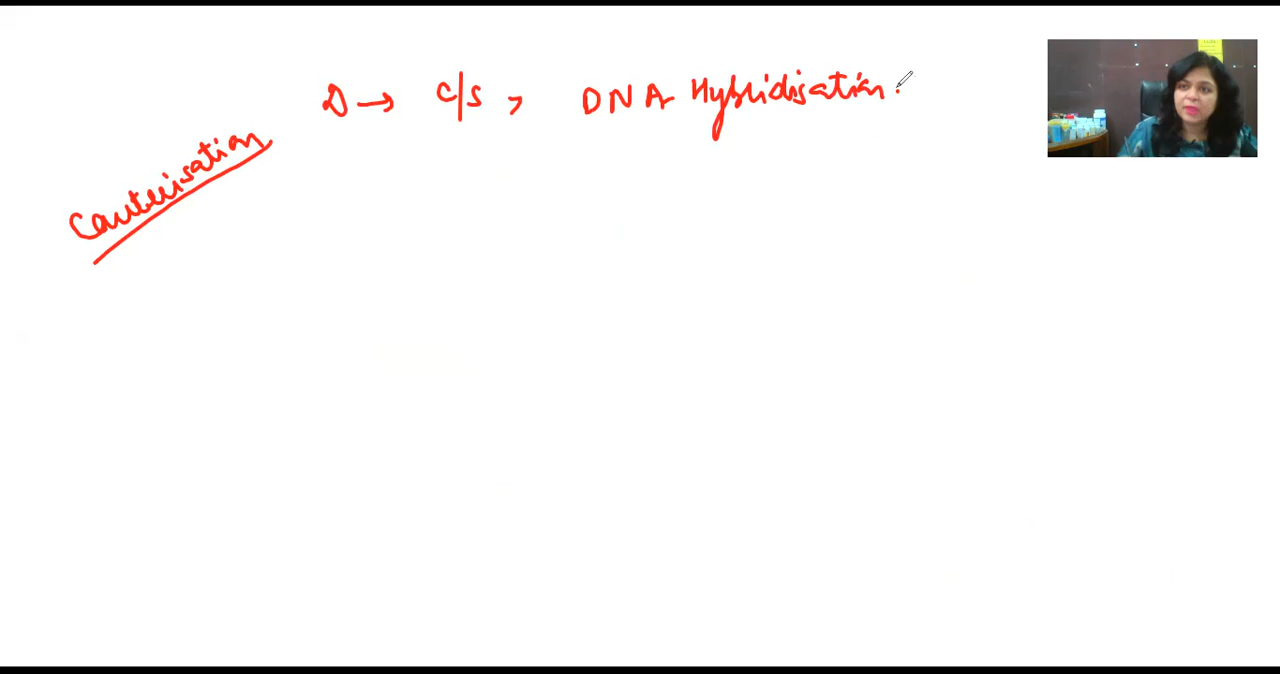 D → C/S , DNA Hybridisation .
Cauterisation